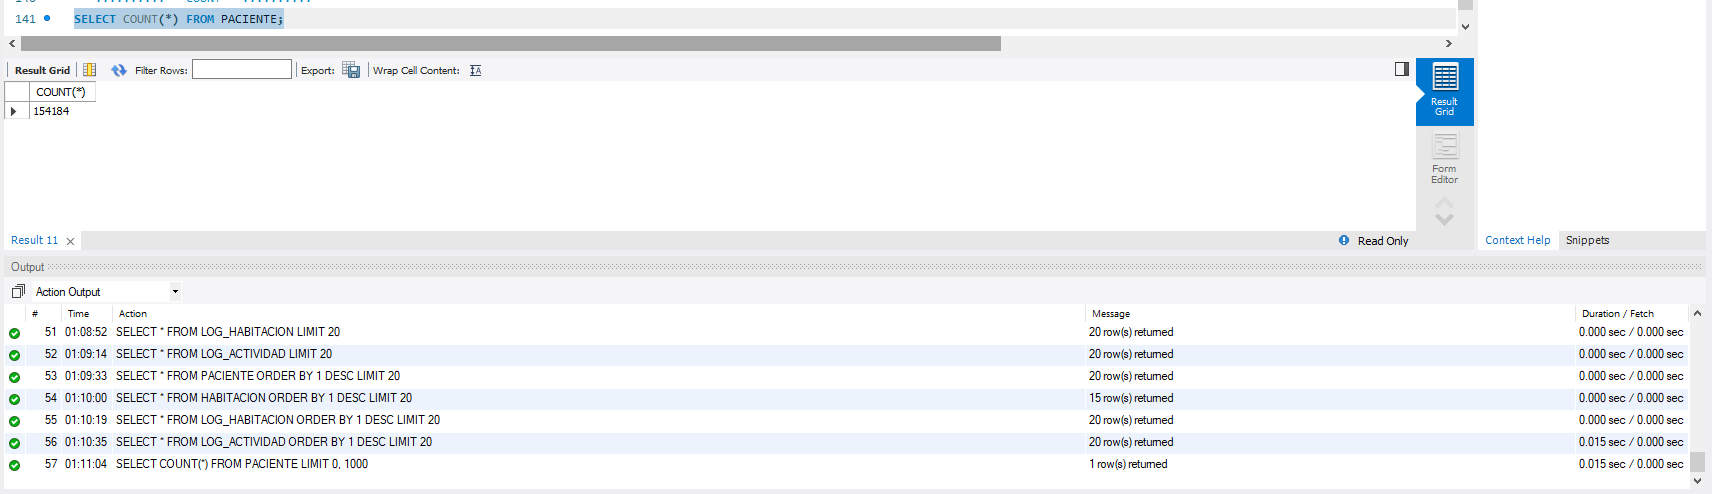 141 SELECT COUNT(*) FROM PACIENTE;
Result Grid Filter Rows: Export: Wrap Cell Content:
COUNT(*)
154184
Result
Grid
Form
Editor
Result 11 Read Only Context Help Snippets
Output
Action Output
# Time Action Message Duration / Fetch
51 01:08:52 SELECT * FROM LOG_HABITACION LIMIT 20 20 row(s) returned 0.000 sec / 0.000 sec
52 01:09:14 SELECT * FROM LOG_ACTIVIDAD LIMIT 20 20 row(s) returned 0.000 sec / 0.000 sec
53 01:09:33 SELECT * FROM PACIENTE ORDER BY 1 DESC LIMIT 20 20 row(s) returned 0.000 sec / 0.000 sec
54 01:10:00 SELECT * FROM HABITACION ORDER BY 1 DESC LIMIT 20 15 row(s) returned 0.000 sec / 0.000 sec
55 01:10:19 SELECT * FROM LOG_HABITACION ORDER BY 1 DESC LIMIT 20 20 row(s) returned 0.000 sec / 0.000 sec
56 01:10:35 SELECT * FROM LOG_ACTIVIDAD ORDER BY 1 DESC LIMIT 20 20 row(s) returned 0.015 sec / 0.000 sec
57 01:11:04 SELECT COUNT(*) FROM PACIENTE LIMIT 0, 1000 1 row(s) returned 0.015 sec / 0.000 sec